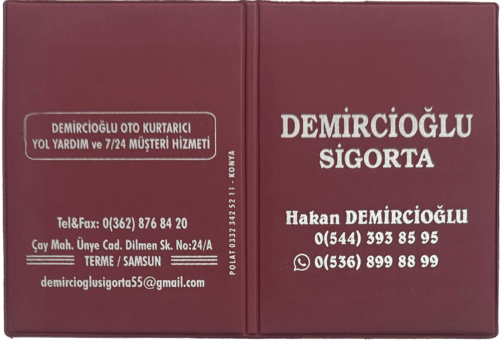 DEMİRCİOĞLU OTO KURTARICI
YOL YARDIM ve 7/24 MÜŞTERİ HİZMETİ
Tel&Fax: 0(362) 876 84 20
Çay Mah. Ünye Cad. Dilmen Sk. No:24/A
TERME / SAMSUN
demircioglusigorta55@gmail.com
POLAT 0332 342 52 11 - KONYA
DEMİRCİOĞLU
SİGORTA
Hakan DEMİRCİOĞLU
0(544) 393 85 95
0(536) 899 88 99